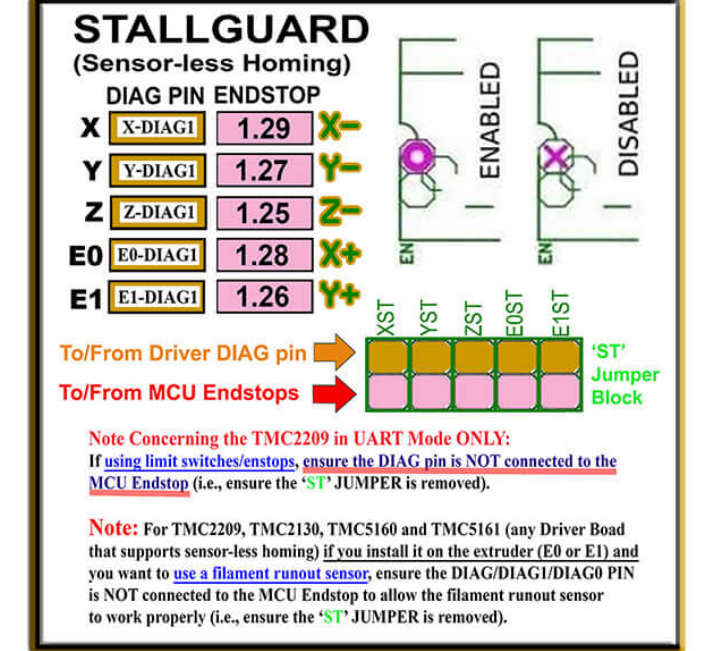 STALLGUARD
(Sensor-less Homing)
DIAG PIN ENDSTOP
X X-DIAG1 1.29 X-
Y Y-DIAG1 1.27 Y-
Z Z-DIAG1 1.25 Z-
E0 E0-DIAG1 1.28 X+
E1 E1-DIAG1 1.26 Y+
ENABLED
EN
DISABLED
EN
XST YST ZST E0ST E1ST
To/From Driver DIAG pin
To/From MCU Endstops
'ST'
Jumper
Block
Note Concerning the TMC2209 in UART Mode ONLY:
If using limit switches/enstops, ensure the DIAG pin is NOT connected to the
MCU Endstop (i.e., ensure the 'ST' JUMPER is removed).
Note: For TMC2209, TMC2130, TMC5160 and TMC5161 (any Driver Boad
that supports sensor-less homing) if you install it on the extruder (E0 or E1) and
you want to use a filament runout sensor, ensure the DIAG/DIAG1/DIAG0 PIN
is NOT connected to the MCU Endstop to allow the filament runout sensor
to work properly (i.e., ensure the 'ST' JUMPER is removed).